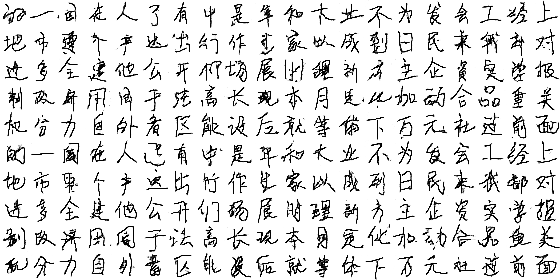 的一国在人了有中是年和大业不为发会工经上
地市要个产这出行作生家以成到日民来我部对
进多全建他公开们场展时理新方主企资实学报
制政济用同于法高长现本月定化加动合品重关
机分力自外者区能设后就等体下万元社过前面
的一国在人了有中是年和大业不为发会工经上
地市要个产这出行作生家以成到日民来我部对
进多全建他公开们场展时理新方主企资实学报
制政济用同于法高长现本月定化加动合品重关
机分力自外者区能设后就等体下万元社过前面